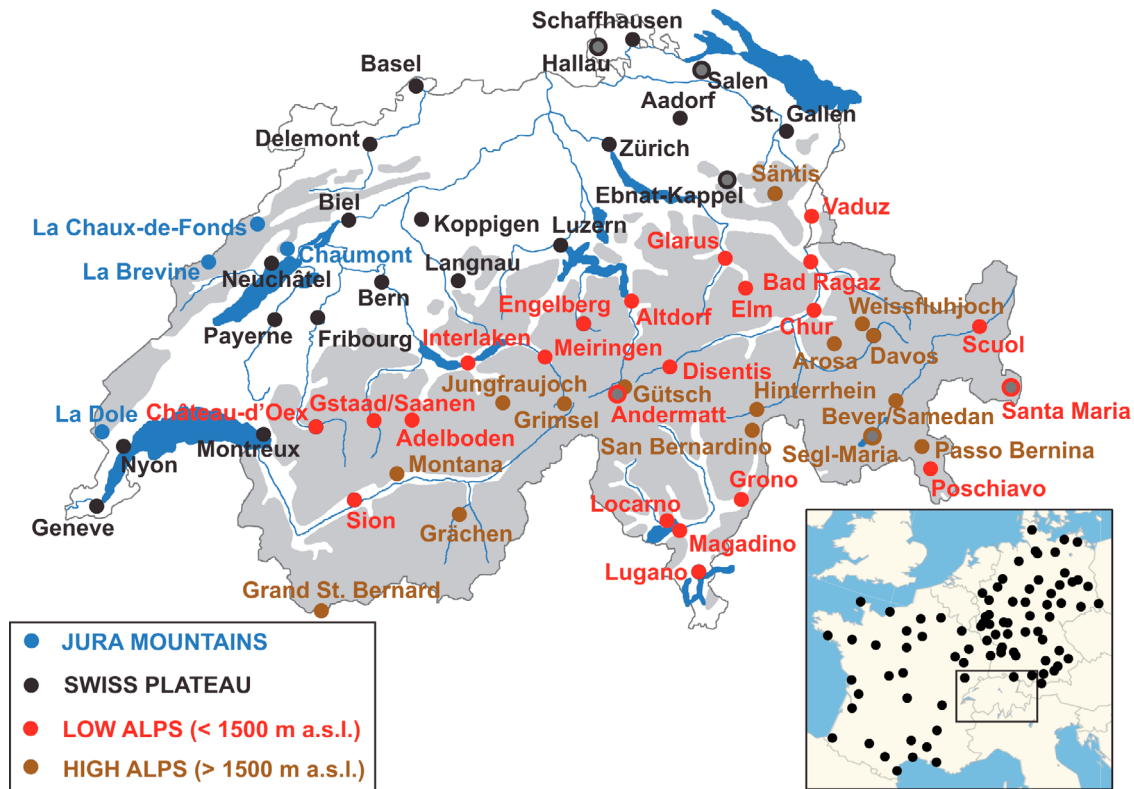 Schaffhausen
Hallau
Basel
Salen
Aadorf
St. Gallen
Delemont
Zürich
Säntis
Ebnat-Kappel
Biel
Vaduz
La Chaux-de-Fonds
Koppigen
Luzern
Glarus
Chaumont
La Brevine
Neuchâtel
Langnau
Bad Ragaz
Bern
Engelberg
Elm
Weissfluhjoch
Payerne
Fribourg
Altdorf
Chur
Interlaken
Meiringen
Scuol
Arosa
Davos
Disentis
Jungfraujoch
Gütsch
Hinterrhein
La Dole
Château-d'Oex
Gstaad/Saanen
Grimsel
Andermatt
Bever/Samedan
Santa Maria
Adelboden
San Bernardino
Nyon
Montreux
Segl-Maria
Passo Bernina
Montana
Grono
Poschiavo
Geneve
Sion
Locarno
Grächen
Magadino
Lugano
Grand St. Bernard
JURA MOUNTAINS
SWISS PLATEAU
LOW ALPS (< 1500 m a.s.l.)
HIGH ALPS (> 1500 m a.s.l.)